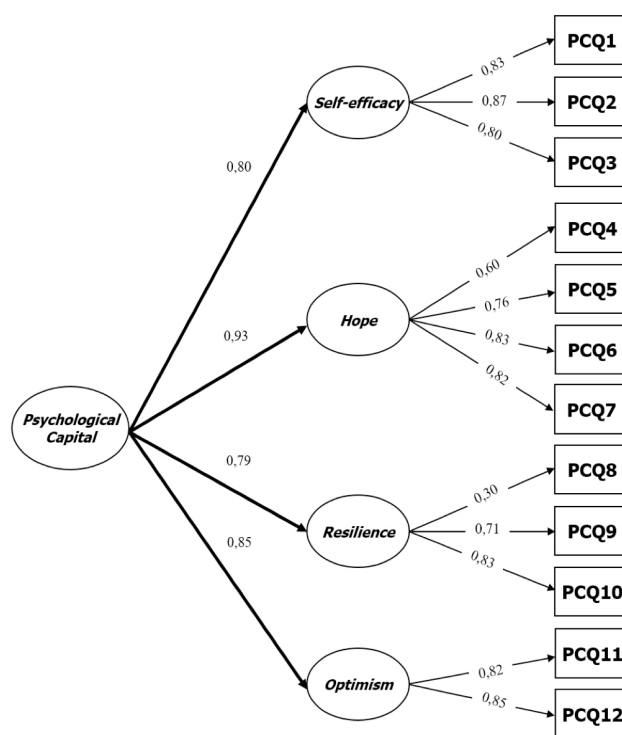 PCQ1
0,83
Self-efficacy
0,87
PCQ2
0,80
PCQ3
0,80
PCQ4
0,60
PCQ5
0,76
Hope
0,93
0,83
PCQ6
0,82
PCQ7
Psychological
Capital
0,79
PCQ8
0,30
Resilience
0,71
PCQ9
0,85
0,83
PCQ10
PCQ11
0,82
Optimism
0,85
PCQ12